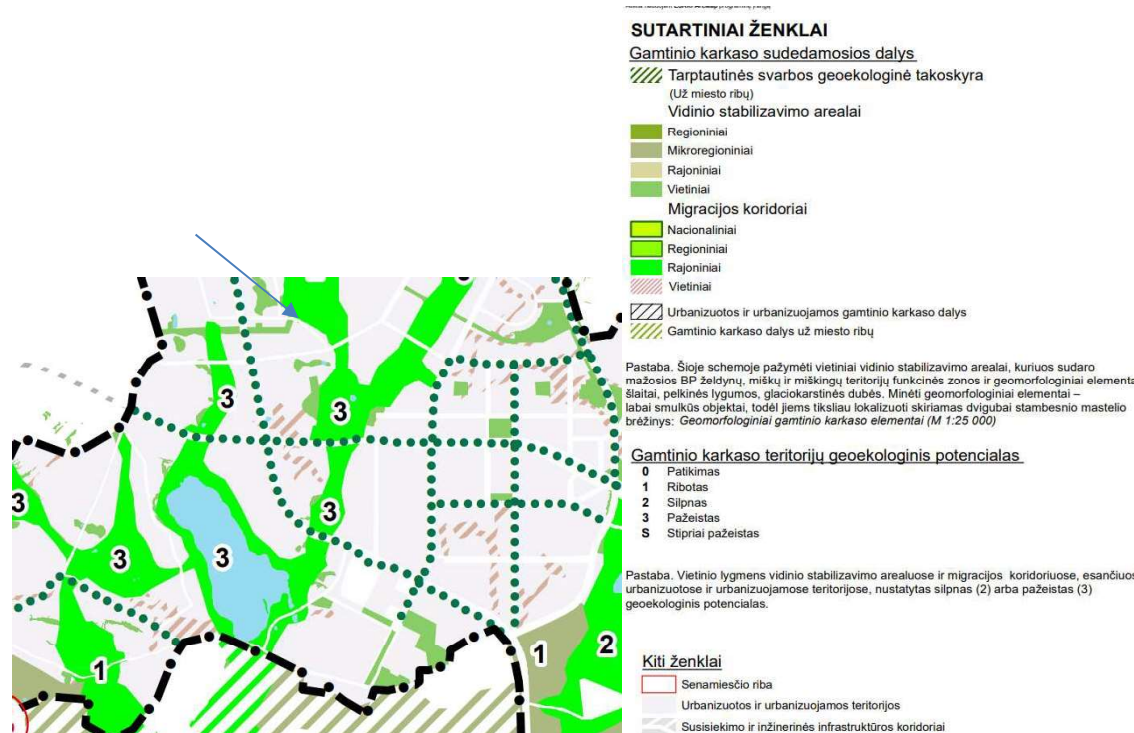 SUTARTINIAI ŽENKLAI
Gamtinio karkaso sudedamosios dalys
Tarptautinės svarbos geoekologinė takoskyra
(Už miesto ribų)
Vidinio stabilizavimo arealai
Regioniniai
Mikroregioniniai
Rajoniniai
Vietiniai
Migracijos koridoriai
Nacionaliniai
Regioniniai
Rajoniniai
Vietiniai
Urbanizuotos ir urbanizuojamos gamtinio karkaso dalys
Gamtinio karkaso dalys už miesto ribų
Pastaba. Šioje schemoje pažymėti vietiniai vidinio stabilizavimo arealai, kuriuos sudaro
mažosios BP želdynų, miškų ir miškingų teritorijų funkcinės zonos ir geomorfologiniai elementa
šlaitai, pelkinės lygumos, glaciokarstinės dubės. Minėti geomorfologiniai elementai –
labai smulkūs objektai, todėl jiems tiksliau lokalizuoti skiriamas dvigubai stambesnio mastelio
brėžinys: Geomorfologiniai gamtinio karkaso elementai (M 1:25 000)
Gamtinio karkaso teritorijų geoekologinis potencialas
0 Patikimas
1 Ribotas
2 Silpnas
3 Pažeistas
S Stipriai pažeistas
Pastaba. Vietinio lygmens vidinio stabilizavimo arealuose ir migracijos koridoriuose, esančiuos
urbanizuotose ir urbanizuojamose teritorijose, nustatytas silpnas (2) arba pažeistas (3)
geoekologinis potencialas.
Kiti ženklai
Senamiesčio riba
Urbanizuotos ir urbanizuojamos teritorijos
Susisiekimo ir inžinerinės infrastruktūros koridoriai
3
3
3
3
3
3
1
1
2